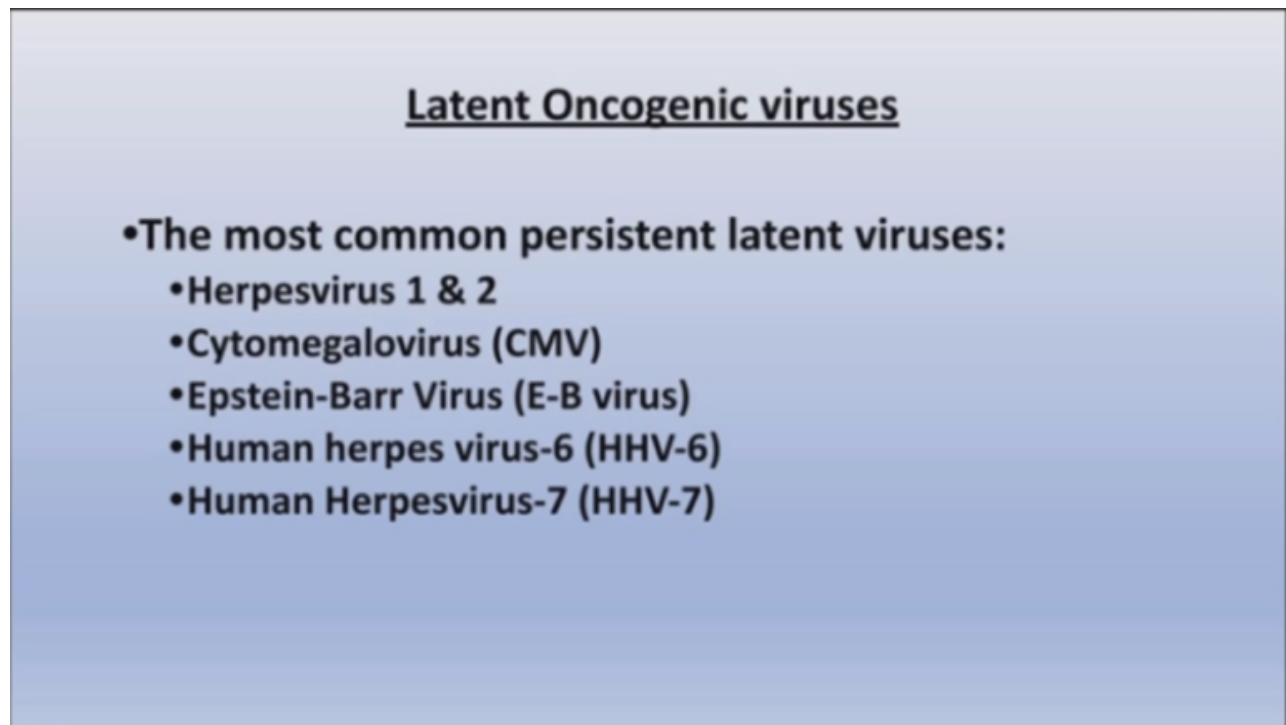 Latent Oncogenic viruses
•The most common persistent latent viruses:
•Herpesvirus 1 & 2
•Cytomegalovirus (CMV)
•Epstein-Barr Virus (E-B virus)
•Human herpes virus-6 (HHV-6)
•Human Herpesvirus-7 (HHV-7)